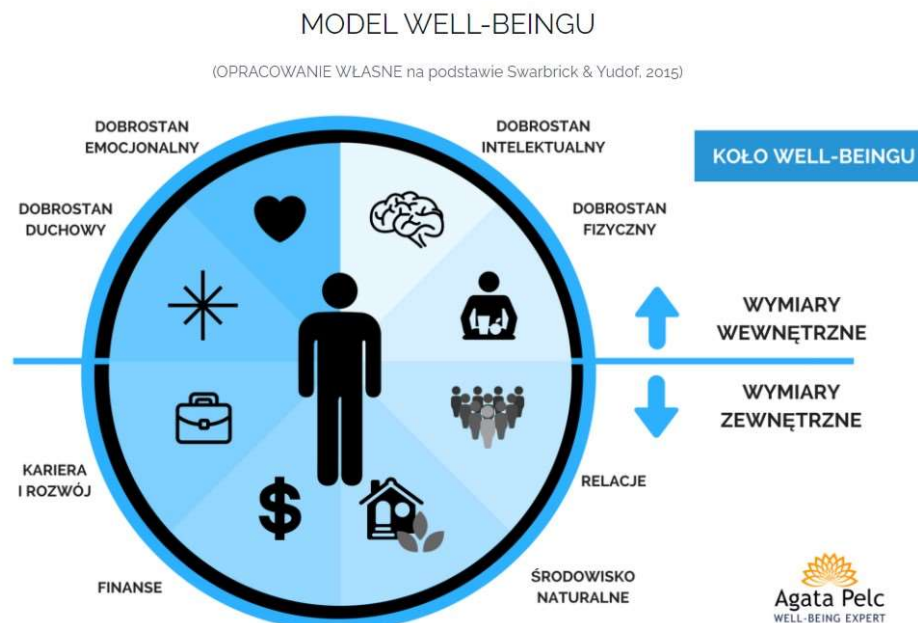 MODEL WELL-BEINGU
(OPRACOWANIE WŁASNE na podstawie Swarbrick & Yudof, 2015)
DOBROSTAN
EMOCJONALNY
DOBROSTAN
INTELEKTUALNY
KOŁO WELL-BEINGU
DOBROSTAN
DUCHOWY
DOBROSTAN
FIZYCZNY
WYMIARY
WEWNĘTRZNE
WYMIARY
ZEWNĘTRZNE
KARIERA
I ROZWÓJ
$
RELACJE
FINANSE
ŚRODOWISKO
NATURALNE
Agata Pelc
WELL-BEING EXPERT